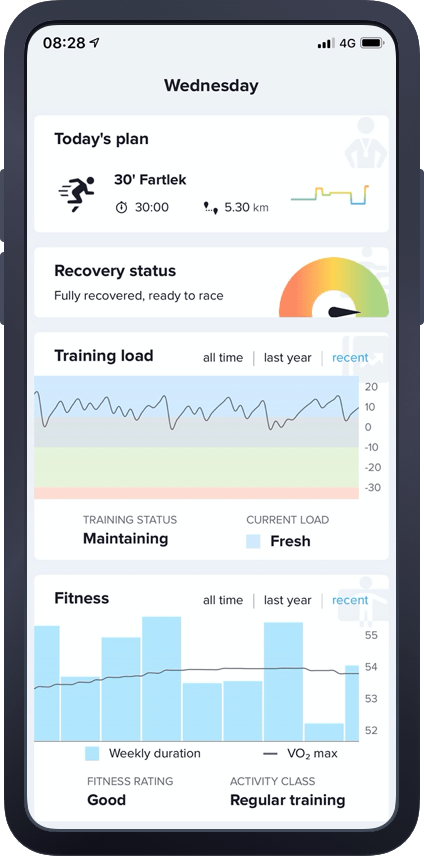 08:28
4G
Wednesday
Today's plan
30' Fartlek
30:00
5.30 km
Recovery status
Fully recovered, ready to race
Training load
all time | last year | recent
20
10
0
-10
-20
-30
TRAINING STATUS
Maintaining
CURRENT LOAD
Fresh
Fitness
all time | last year | recent
55
54
53
52
Weekly duration
VO₂ max
FITNESS RATING
Good
ACTIVITY CLASS
Regular training